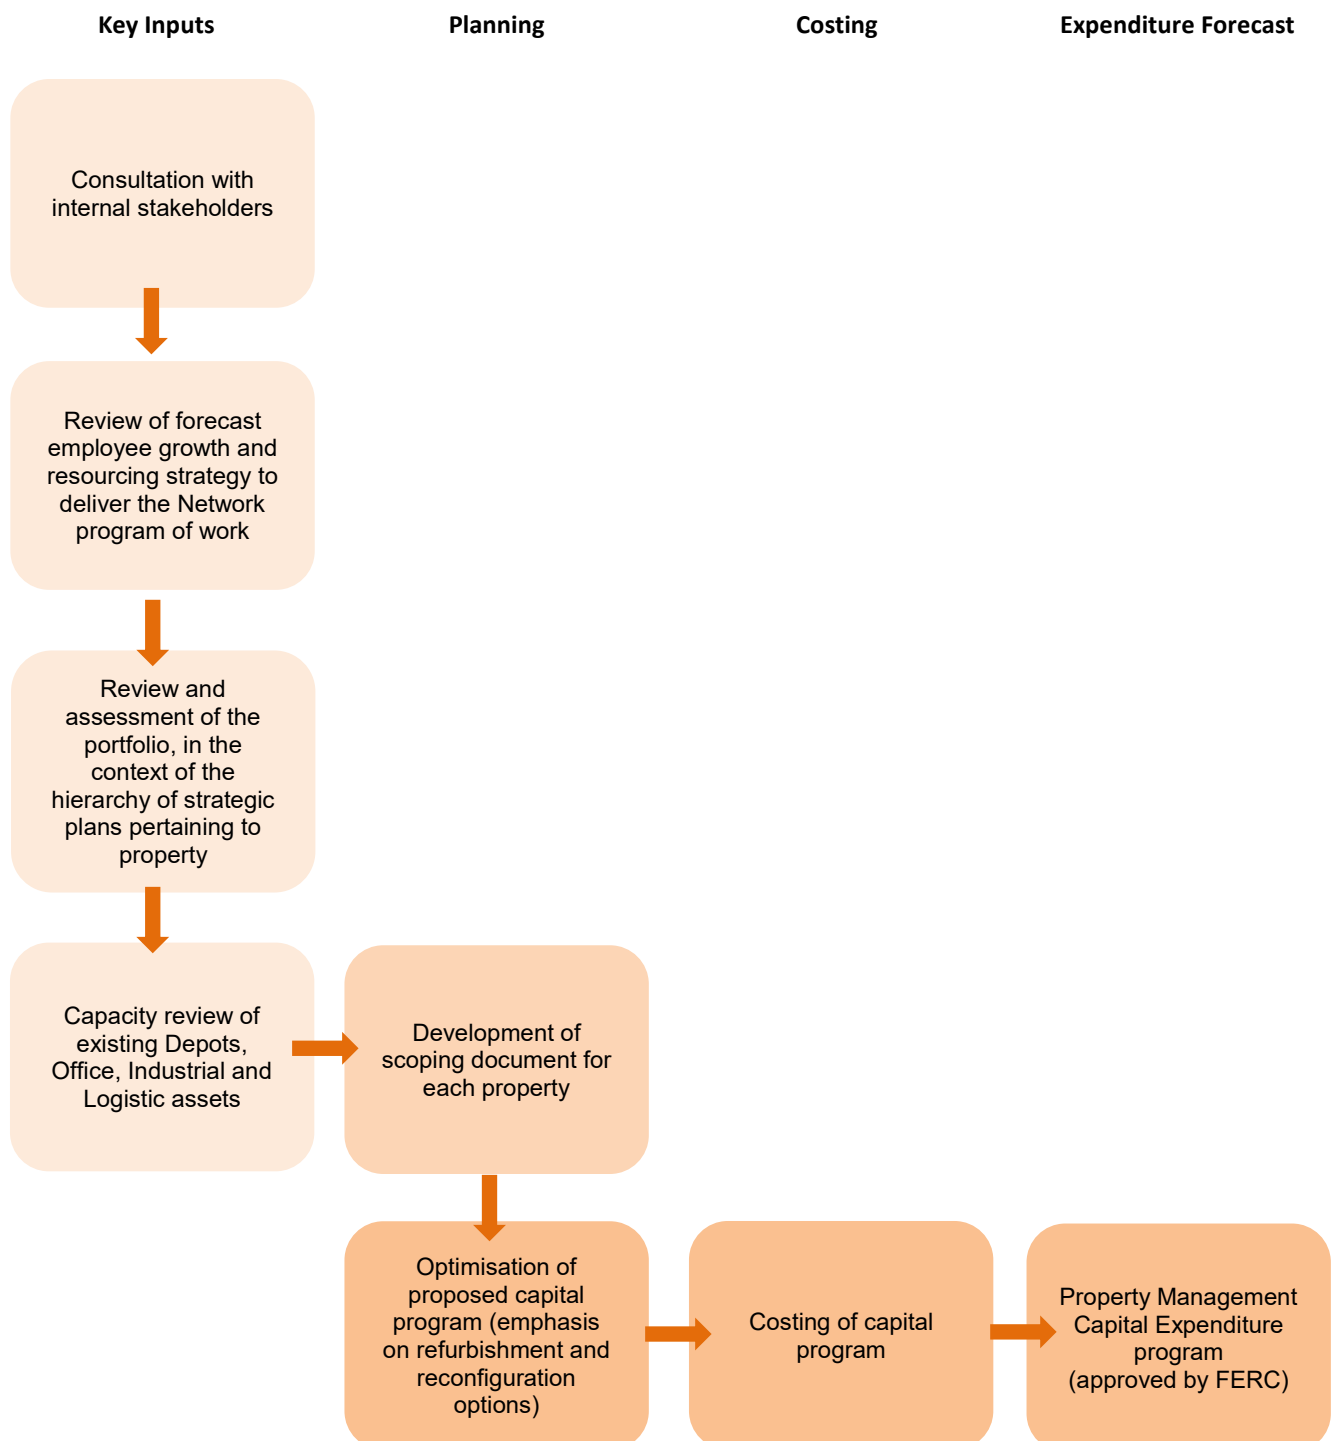 Key Inputs
Planning
Costing
Expenditure Forecast
Consultation with
internal stakeholders
Review of forecast
employee growth and
resourcing strategy to
deliver the Network
program of work
Review and
assessment of the
portfolio, in the
context of the
hierarchy of strategic
plans pertaining to
property
Capacity review of
existing Depots,
Office, Industrial and
Logistic assets
Development of
scoping document for
each property
Optimisation of
proposed capital
program (emphasis
on refurbishment and
reconfiguration
options)
Costing of capital
program
Property Management
Capital Expenditure
program
(approved by FERC)